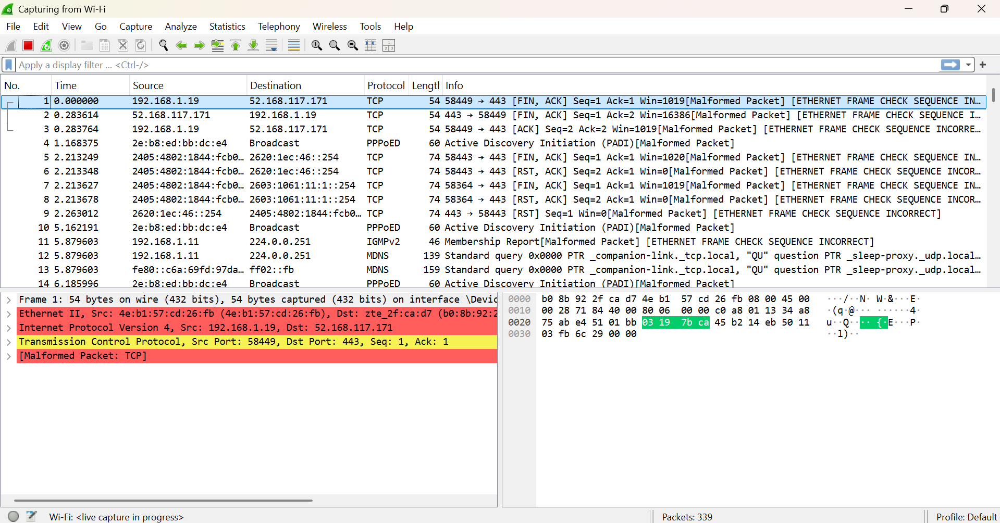 Capturing from Wi-Fi
File Edit View Go Capture Analyze Statistics Telephony Wireless Tools Help
Apply a display filter ... <Ctrl-/>
No. Time Source Destination Protocol Length Info
1 0.000000 192.168.1.19 52.168.117.171 TCP 54 58449 → 443 [FIN, ACK] Seq=1 Ack=1 Win=1019[Malformed Packet] [ETHERNET FRAME CHECK SEQUENCE IN…
2 0.283614 52.168.117.171 192.168.1.19 TCP 54 443 → 58449 [FIN, ACK] Seq=1 Ack=2 Win=16386[Malformed Packet] [ETHERNET FRAME CHECK SEQUENCE I…
3 0.283764 192.168.1.19 52.168.117.171 TCP 54 58449 → 443 [ACK] Seq=2 Ack=2 Win=1019[Malformed Packet] [ETHERNET FRAME CHECK SEQUENCE INCORRE…
4 1.168375 2e:b8:ed:bb:dc:e4 Broadcast PPPoED 60 Active Discovery Initiation (PADI)[Malformed Packet]
5 2.213249 2405:4802:1844:fcb0… 2620:1ec:46::254 TCP 74 58443 → 443 [FIN, ACK] Seq=1 Ack=1 Win=1020[Malformed Packet] [ETHERNET FRAME CHECK SEQUENCE IN…
6 2.213348 2405:4802:1844:fcb0… 2620:1ec:46::254 TCP 74 58443 → 443 [RST, ACK] Seq=2 Ack=1 Win=0[Malformed Packet] [ETHERNET FRAME CHECK SEQUENCE INCOR…
7 2.213627 2405:4802:1844:fcb0… 2603:1061:11:1::254 TCP 74 58364 → 443 [FIN, ACK] Seq=1 Ack=1 Win=1019[Malformed Packet] [ETHERNET FRAME CHECK SEQUENCE IN…
8 2.213678 2405:4802:1844:fcb0… 2603:1061:11:1::254 TCP 74 58364 → 443 [RST, ACK] Seq=2 Ack=1 Win=0[Malformed Packet] [ETHERNET FRAME CHECK SEQUENCE INCOR…
9 2.263012 2620:1ec:46::254 2405:4802:1844:fcb0… TCP 74 443 → 58443 [RST] Seq=1 Win=0[Malformed Packet] [ETHERNET FRAME CHECK SEQUENCE INCORRECT]
10 5.162191 2e:b8:ed:bb:dc:e4 Broadcast PPPoED 60 Active Discovery Initiation (PADI)[Malformed Packet]
11 5.879603 192.168.1.11 224.0.0.251 IGMPv2 46 Membership Report[Malformed Packet] [ETHERNET FRAME CHECK SEQUENCE INCORRECT]
12 5.879603 192.168.1.11 224.0.0.251 MDNS 139 Standard query 0x0000 PTR _companion-link._tcp.local, "QU" question PTR _sleep-proxy._udp.local…
13 5.879603 fe80::c6a:69fd:97da… ff02::fb MDNS 159 Standard query 0x0000 PTR _companion-link._tcp.local, "QU" question PTR _sleep-proxy._udp.local…
14 6.185996 2e:b8:ed:bb:dc:e4 Broadcast PPPoED 60 Active Discovery Initiation (PADI)[Malformed Packet]
Frame 1: 54 bytes on wire (432 bits), 54 bytes captured (432 bits) on interface \Devic
Ethernet II, Src: 4e:b1:57:cd:26:fb (4e:b1:57:cd:26:fb), Dst: zte_2f:ca:d7 (b0:8b:92:2
Internet Protocol Version 4, Src: 192.168.1.19, Dst: 52.168.117.171
Transmission Control Protocol, Src Port: 58449, Dst Port: 443, Seq: 1, Ack: 1
[Malformed Packet: TCP]
0000 b0 8b 92 2f ca d7 4e b1 57 cd 26 fb 08 00 45 00 ···/··N· W·&···E·
0010 00 28 71 84 40 00 80 06 00 00 c0 a8 01 13 34 a8 ·(q·@··· ······4·
0020 75 ab e4 51 01 bb 03 19 7b ca 45 b2 14 eb 50 11 u··Q···· {·E···P·
0030 03 fb 6c 29 00 00 ··l)··
Wi-Fi: <live capture in progress>
Packets: 339
Profile: Default